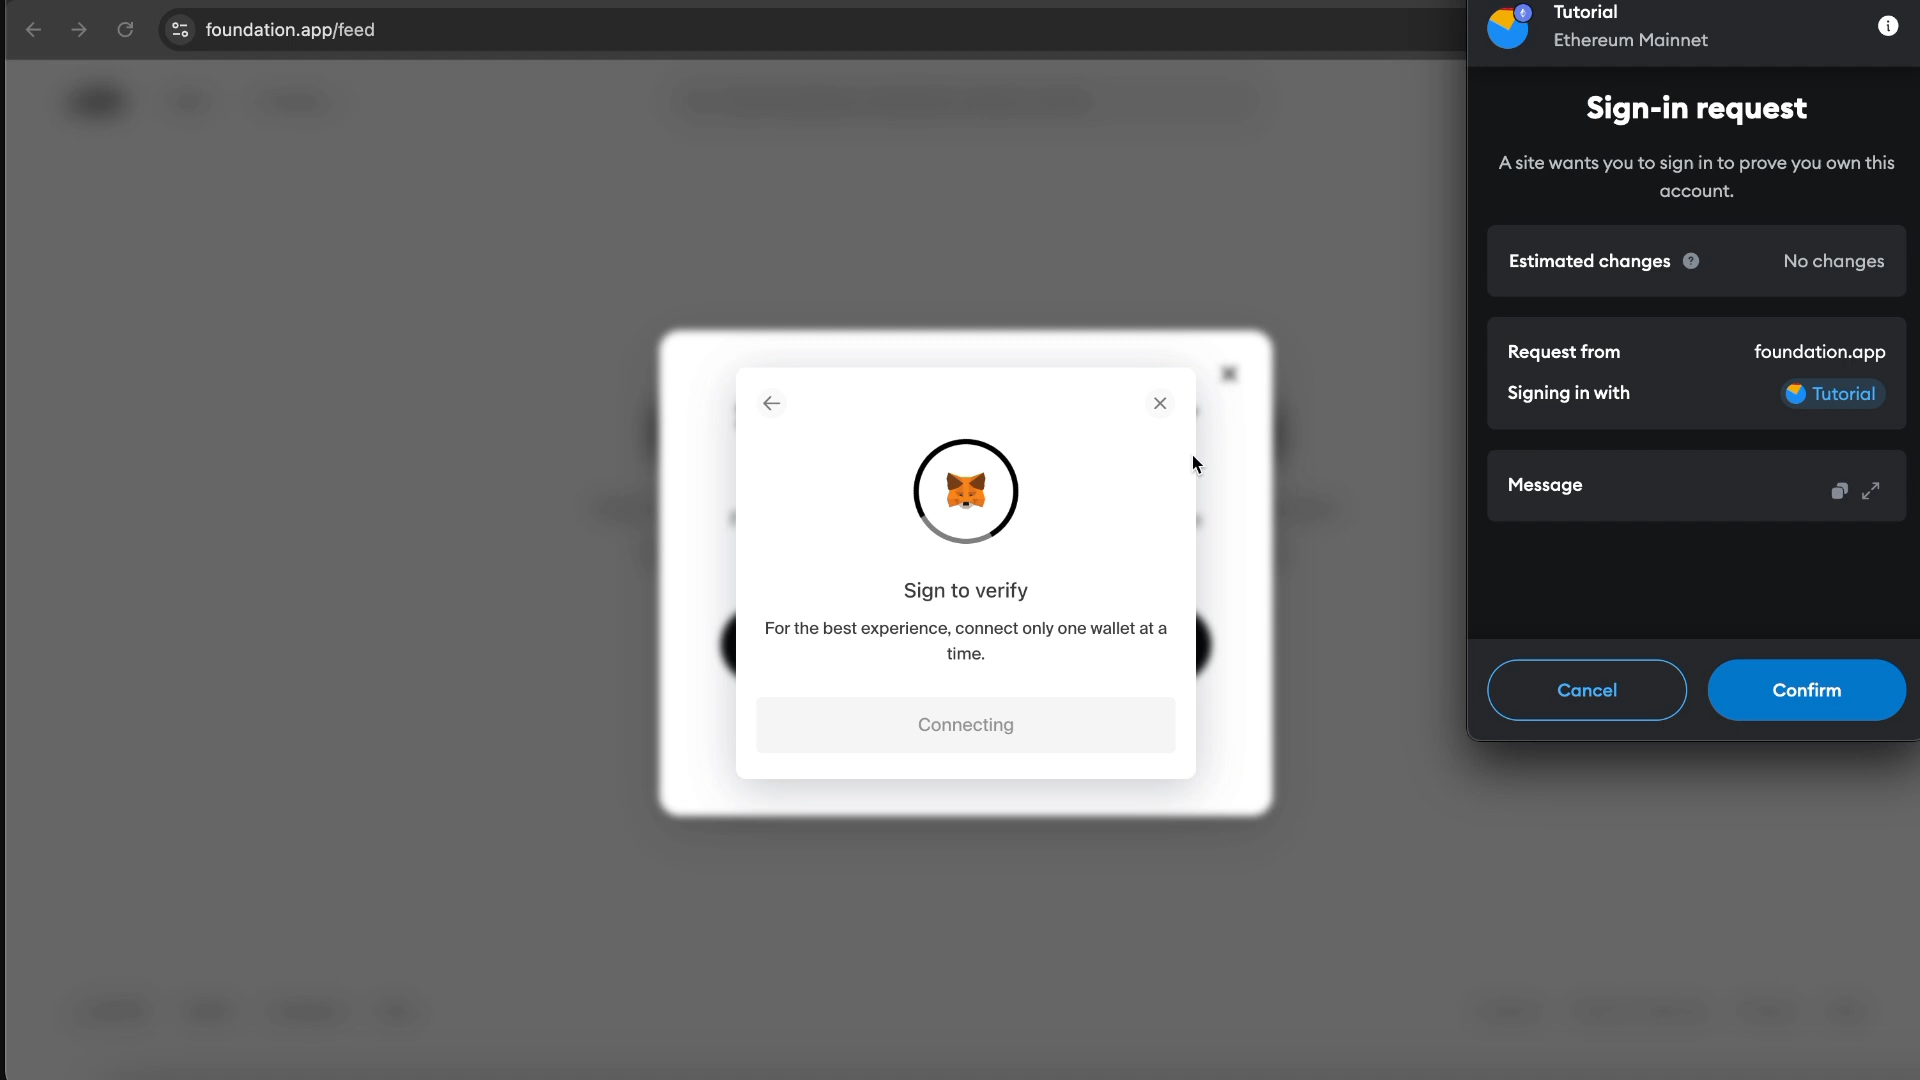 foundation.app/feed
Tutorial
Ethereum Mainnet
Sign-in request
A site wants you to sign in to prove you own this
account.
Estimated changes
No changes
Request from
foundation.app
Signing in with
Tutorial
Message
Cancel
Confirm
Sign to verify
For the best experience, connect only one wallet at a
time.
Connecting